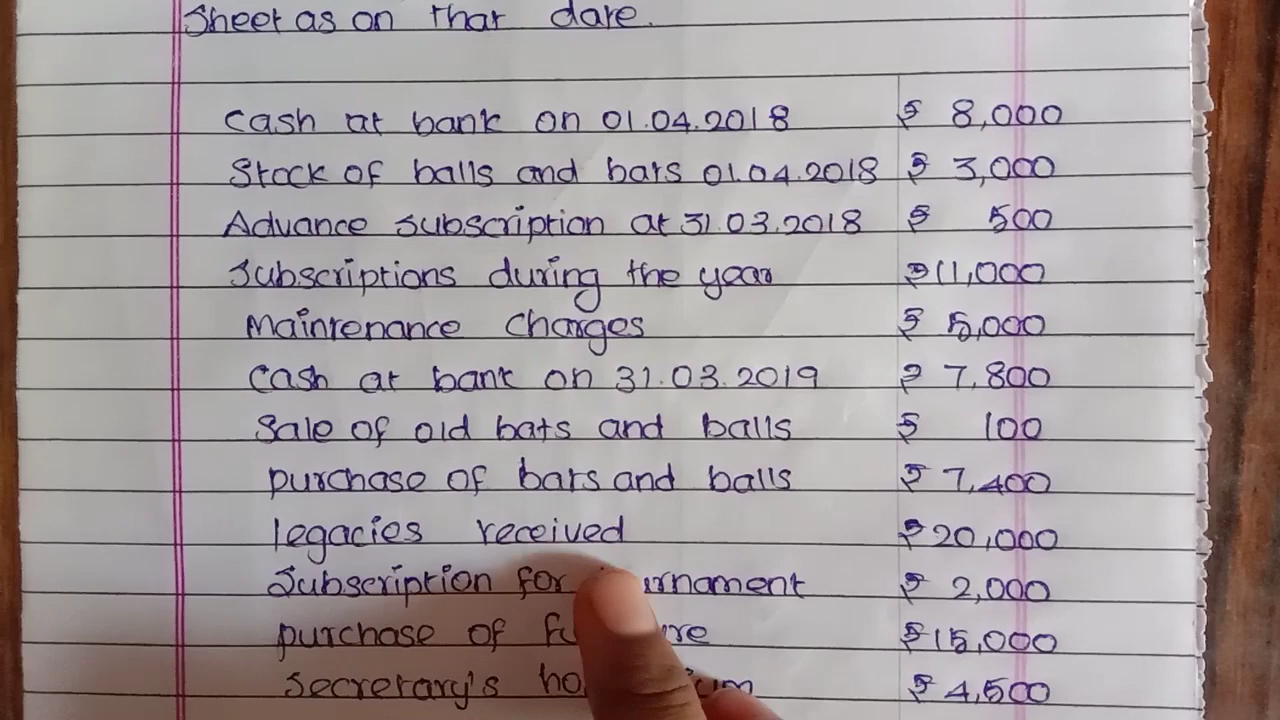 Sheet as on that date.
Cash at bank on 01.04.2018 ₹ 8,000
Stock of balls and bats 01.04.2018 ₹ 3,000
Advance subscription at 31.03.2018 ₹ 500
Subscriptions during the year ₹ 11,000
Maintenance Charges ₹ 5,000
Cash at bank on 31.03.2019 ₹ 7,800
Sale of old bats and balls ₹ 100
purchase of bats and balls ₹ 7,400
legacies received ₹ 20,000
Subscription for ₹ 2,000
purchase of ₹ 15,000
Secretary's ₹ 4,500